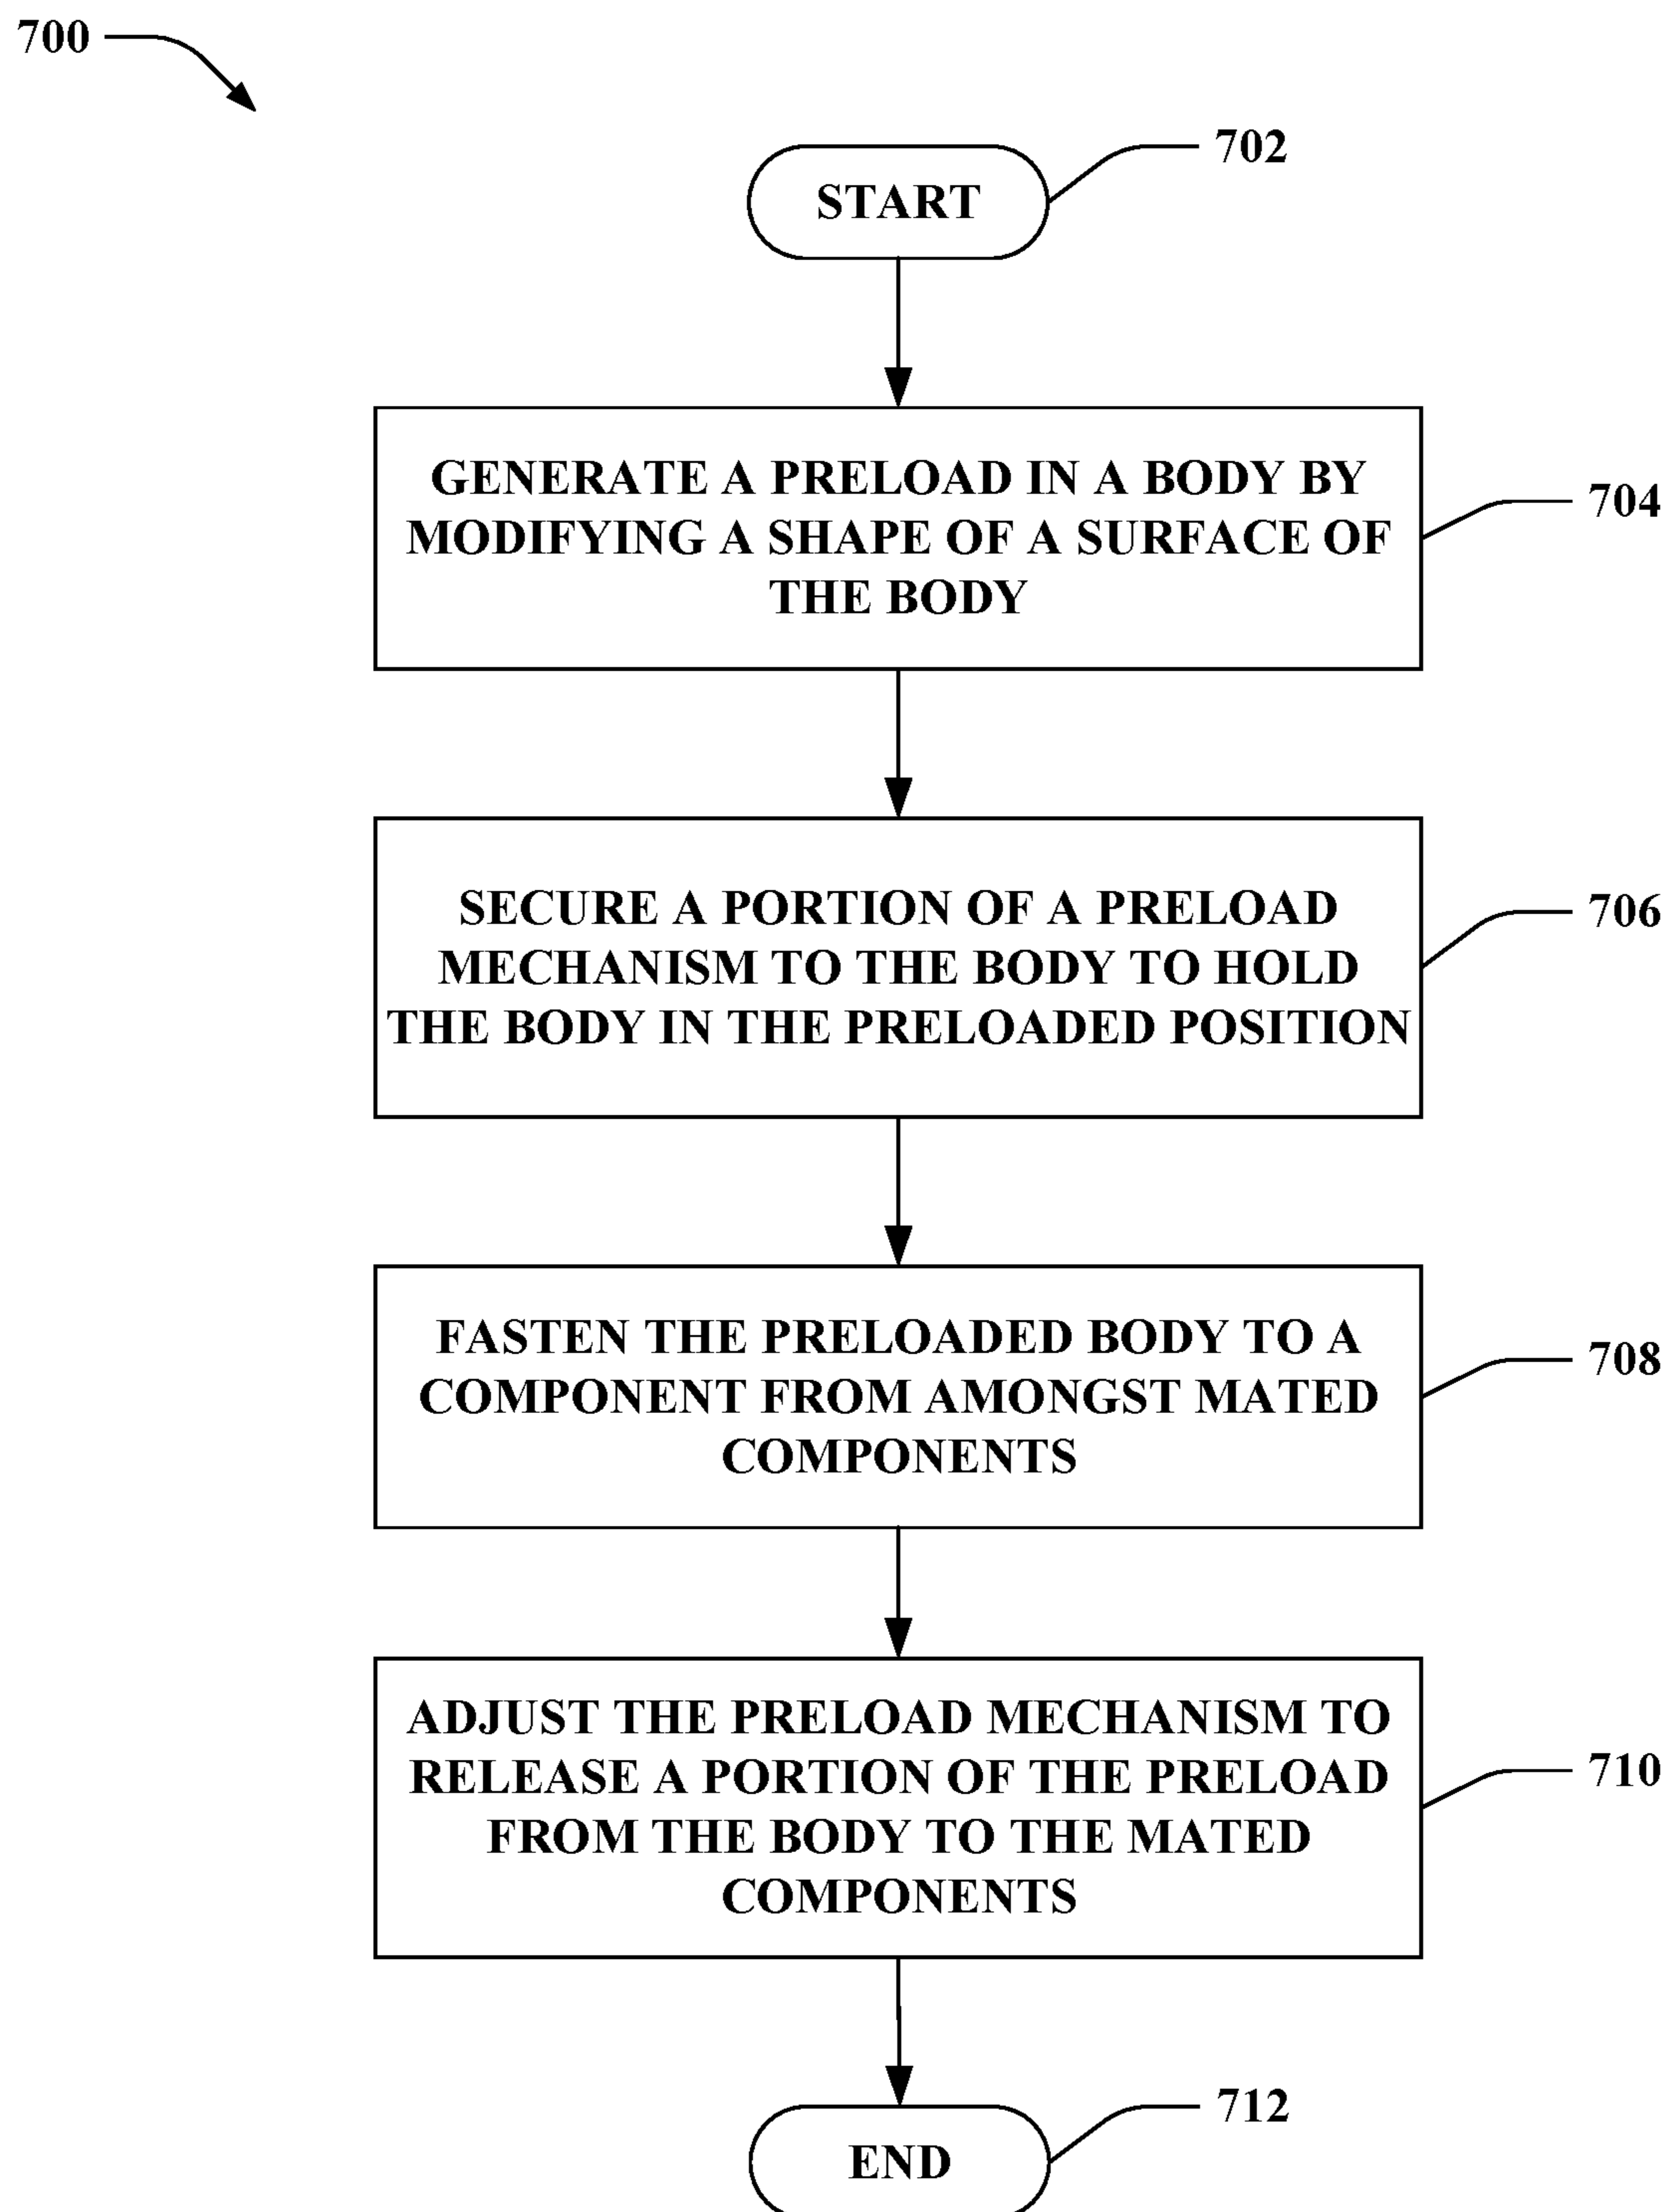 700
702
START
GENERATE A PRELOAD IN A BODY BY
MODIFYING A SHAPE OF A SURFACE OF
THE BODY
704
SECURE A PORTION OF A PRELOAD
MECHANISM TO THE BODY TO HOLD
THE BODY IN THE PRELOADED POSITION
706
FASTEN THE PRELOADED BODY TO A
COMPONENT FROM AMONGST MATED
COMPONENTS
708
ADJUST THE PRELOAD MECHANISM TO
RELEASE A PORTION OF THE PRELOAD
FROM THE BODY TO THE MATED
COMPONENTS
710
712
END